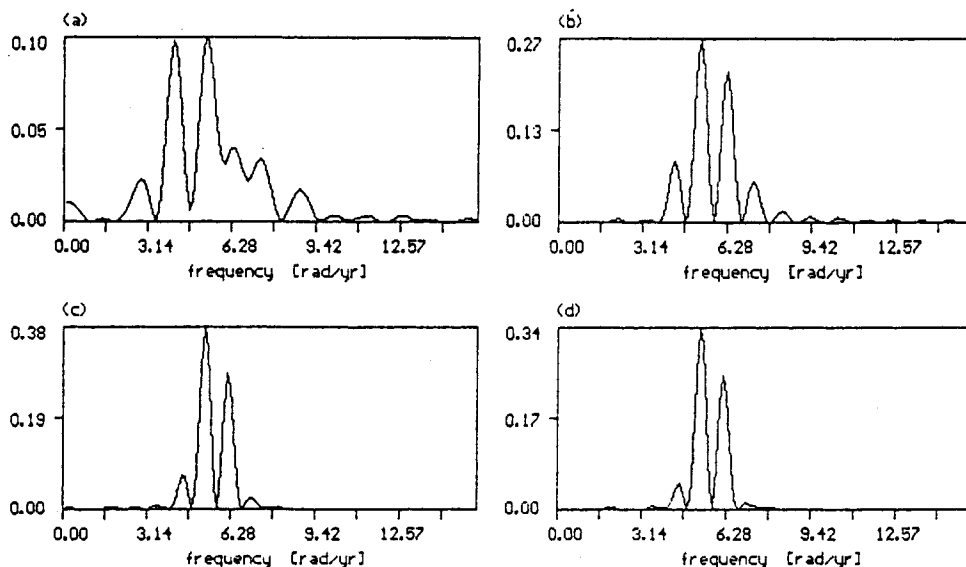 (a)
0.10
0.05
0.00
0.00 3.14 6.28 9.42 12.57
frequency [rad/yr]
(b)
0.27
0.13
0.00
0.00 3.14 6.28 9.42 12.57
frequency [rad/yr]
(c)
0.38
0.19
0.00
0.00 3.14 6.28 9.42 12.57
frequency [rad/yr]
(d)
0.34
0.17
0.00
0.00 3.14 6.28 9.42 12.57
frequency [rad/yr]